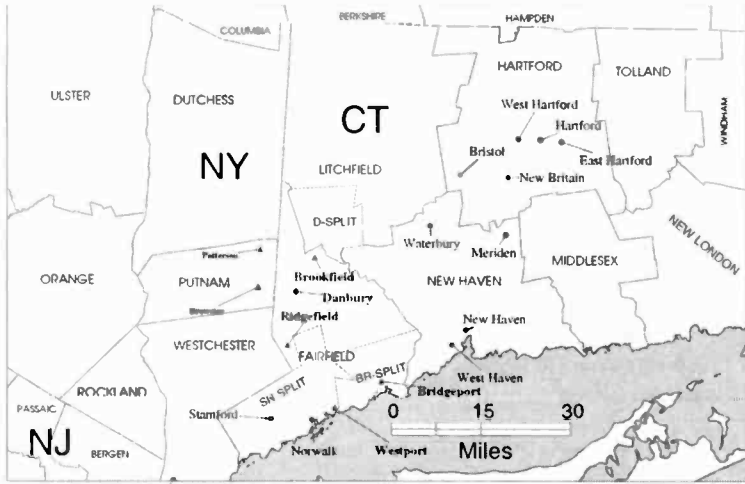 COLUMBIA
BERKSHIRE
HAMPDEN
HARTFORD
TOLLAND
WINDHAM
ULSTER
DUTCHESS
CT
West Hartford
Hartford
East Hartford
Bristol
New Britain
NY
LITCHFIELD
D-SPLIT
Waterbury
Meriden
MIDDLESEX
NEW LONDON
Patterson
ORANGE
PUTNAM
Brookfield
Danbury
NEW HAVEN
Ridgefield
New Haven
WESTCHESTER
FAIRFIELD
BR-SPLIT
West Haven
ROCKLAND
SN SPLIT
Bridgeport
PASSAIC
Stamford
0 15 30
NJ
BERGEN
Norwalk
Westport
Miles